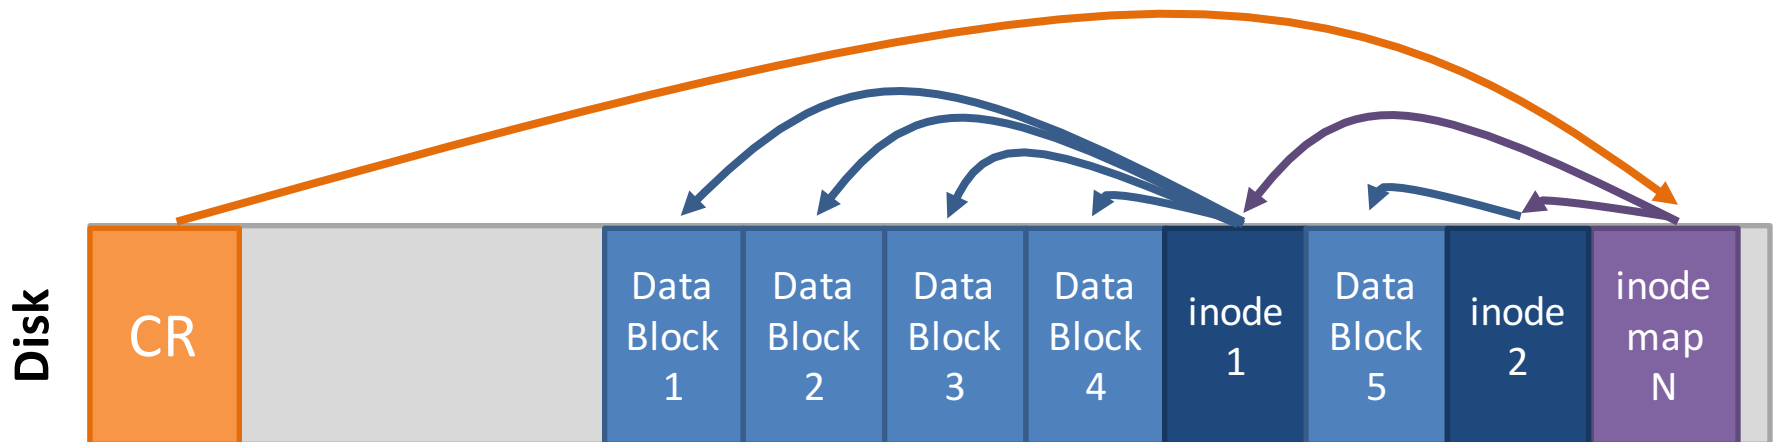 Disk
CR
Data
Block
1
Data
Block
2
Data
Block
3
Data
Block
4
inode
1
Data
Block
5
inode
2
inode
map
N